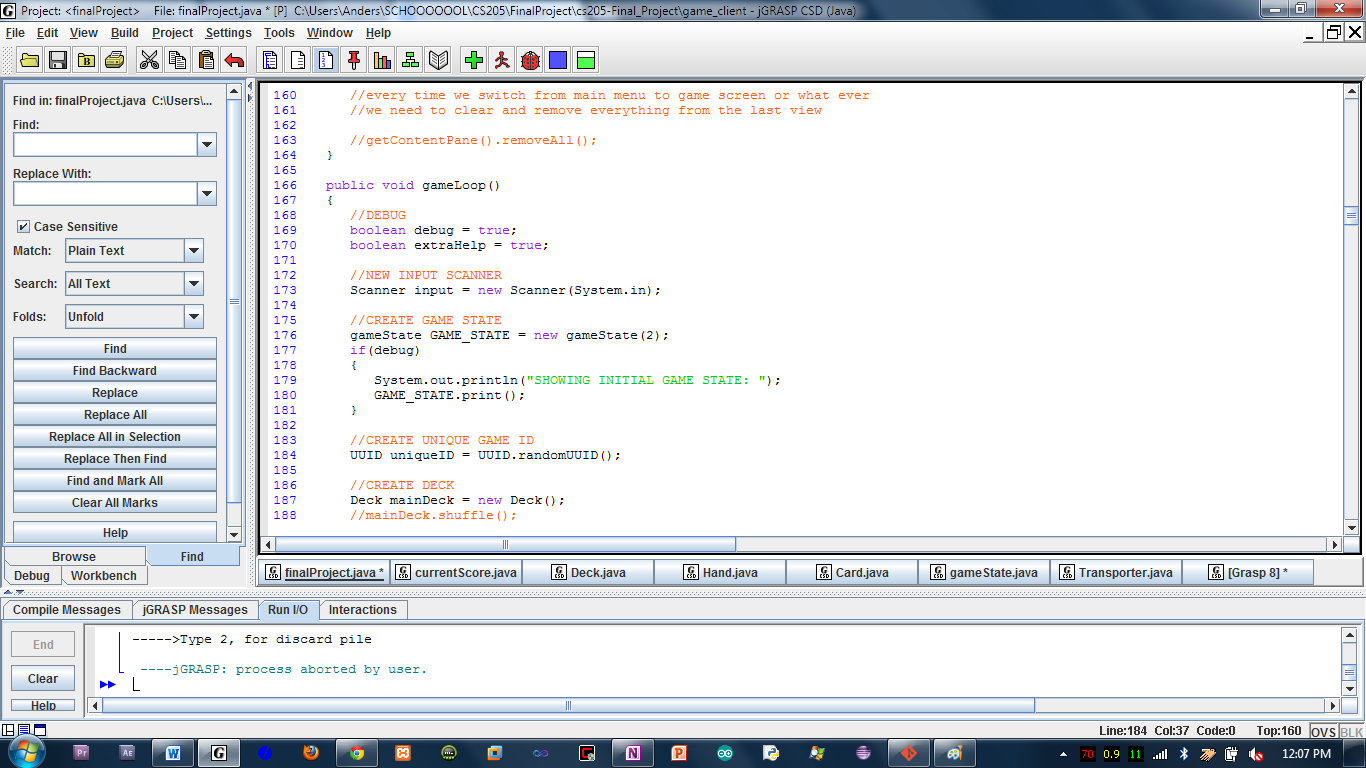 Project: <finalProject>    File: finalProject.java * [P]  C:\Users\Anders\SCHOOOOOOL\CS205\FinalProject\cs205-Final_Project\game_client - jGRASP CSD (Java)
File Edit View Build Project Settings Tools Window Help
Find in: finalProject.java  C:\Users\...
Find:
Replace With:
Case Sensitive
Match: Plain Text
Search: All Text
Folds: Unfold
Find
Find Backward
Replace
Replace All
Replace All in Selection
Replace Then Find
Find and Mark All
Clear All Marks
Help
Browse Find
Debug Workbench
160 //every time we switch from main menu to game screen or what ever
161 //we need to clear and remove everything from the last view
162
163 //getContentPane().removeAll();
164 }
165
166 public void gameLoop()
167 {
168 //DEBUG
169 boolean debug = true;
170 boolean extraHelp = true;
171
172 //NEW INPUT SCANNER
173 Scanner input = new Scanner(System.in);
174
175 //CREATE GAME STATE
176 gameState GAME_STATE = new gameState(2);
177 if(debug)
178 {
179 System.out.println("SHOWING INITIAL GAME STATE: ");
180 GAME_STATE.print();
181 }
182
183 //CREATE UNIQUE GAME ID
184 UUID uniqueID = UUID.randomUUID();
185
186 //CREATE DECK
187 Deck mainDeck = new Deck();
188 //mainDeck.shuffle();
finalProject.java * currentScore.java Deck.java Hand.java Card.java gameState.java Transporter.java [Grasp 8] *
Compile Messages jGRASP Messages Run I/O Interactions
End
Clear
Help
----->Type 2, for discard pile
----jGRASP: process aborted by user.
Line:184 Col:37 Code:0 Top:160 OVS BLK
Pr AE W G N P 70 0.9 11 12:07 PM